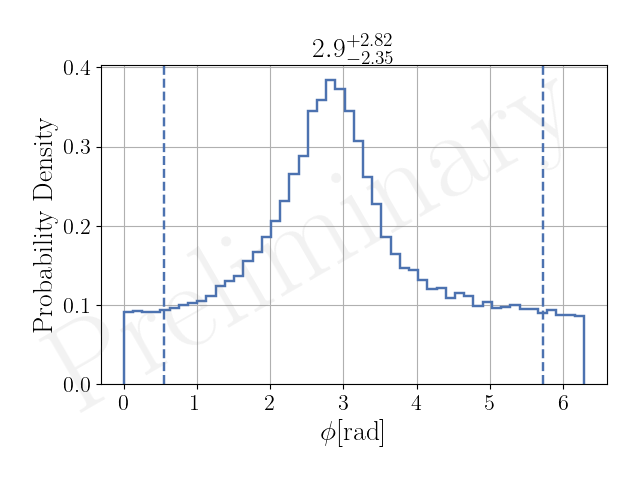 2.9^{+2.82}_{-2.35}
Probability Density
0.4
0.3
0.2
0.1
0.0
0 1 2 3 4 5 6
ϕ[rad]
Preliminary